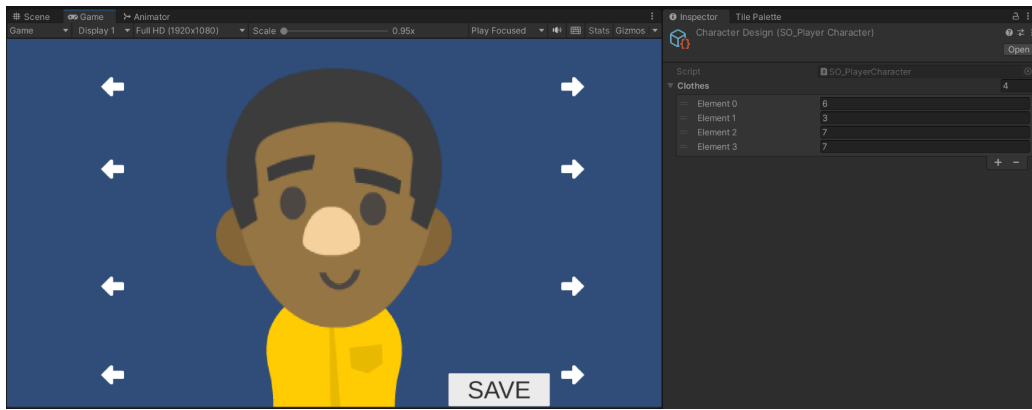 Scene Game Animator
Game Display 1 Full HD (1920x1080) Scale 0.95x Play Focused Stats Gizmos
SAVE
Inspector Tile Palette
Character Design (SO_Player Character)
Open
Script SO_PlayerCharacter
Clothes 4
Element 0 6
Element 1 3
Element 2 7
Element 3 7
+ −